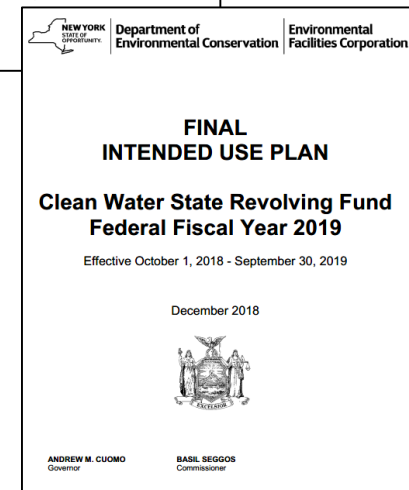 NEW YORK
STATE OF
OPPORTUNITY.
Department of
Environmental Conservation
Environmental
Facilities Corporation
FINAL
INTENDED USE PLAN
Clean Water State Revolving Fund
Federal Fiscal Year 2019
Effective October 1, 2018 - September 30, 2019
December 2018
EXCELSIOR
ANDREW M. CUOMO
Governor
BASIL SEGGOS
Commissioner